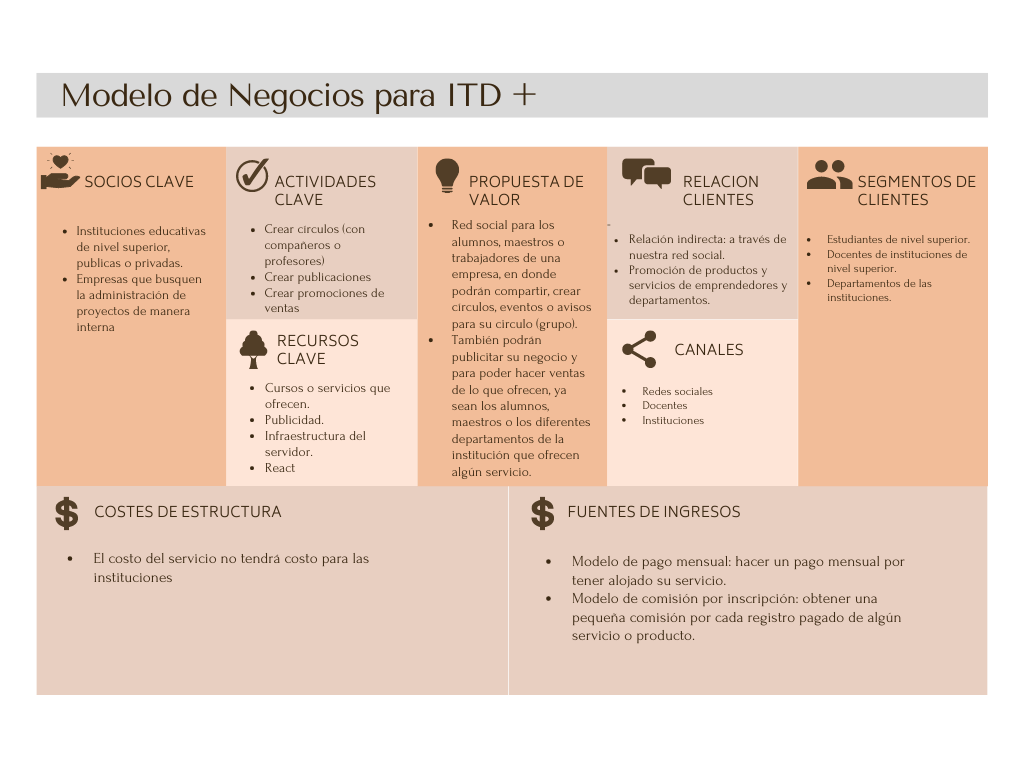 Modelo de Negocios para ITD +
SOCIOS CLAVE
• Instituciones educativas
de nivel superior,
publicas o privadas.
• Empresas que busquen
la administración de
proyectos de manera
interna
ACTIVIDADES
CLAVE
• Crear círculos (con
compañeros o
profesores)
• Crear publicaciones
• Crear promociones de
ventas
RECURSOS
CLAVE
• Cursos o servicios que
ofrecen.
• Publicidad.
• Infraestructura del
servidor.
• React
PROPUESTA DE
VALOR
• Red social para los
alumnos, maestros o
trabajadores de una
empresa, en donde
podrán compartir, crear
círculos, eventos o avisos
para su circulo (grupo).
• También podrán
publicitar su negocio y
para poder hacer ventas
de lo que ofrecen, ya
sean los alumnos,
maestros o los diferentes
departamentos de la
institución que ofrecen
algún servicio.
RELACION
CLIENTES
• Relación indirecta: a través de
nuestra red social.
• Promoción de productos y
servicios de emprendedores y
departamentos.
CANALES
• Redes sociales
• Docentes
• Instituciones
SEGMENTOS DE
CLIENTES
• Estudiantes de nivel superior.
• Docentes de instituciones de
nivel superior.
• Departamentos de las
instituciones.
COSTES DE ESTRUCTURA
• El costo del servicio no tendrá costo para las
instituciones
FUENTES DE INGRESOS
• Modelo de pago mensual: hacer un pago mensual por
tener alojado su servicio.
• Modelo de comisión por inscripción: obtener una
pequeña comisión por cada registro pagado de algún
servicio o producto.